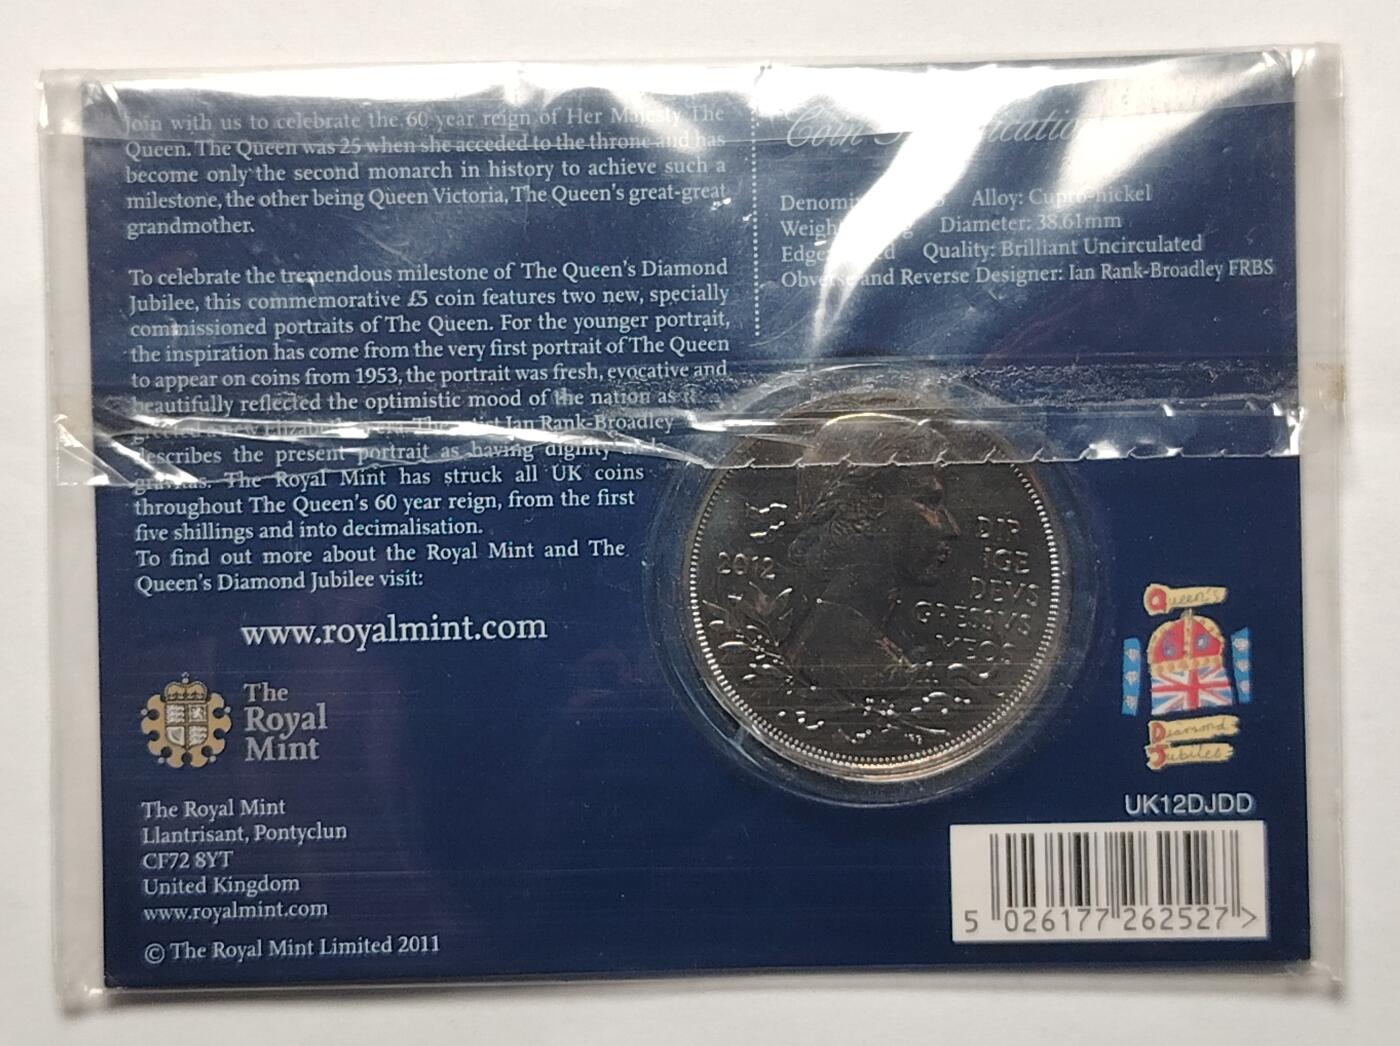 Join with us to celebrate the 60 year reign of Her Majesty The
Queen. The Queen was 25 when she acceded to the throne and has
become only the second monarch in history to achieve such a
milestone, the other being Queen Victoria, The Queen's great-great
grandmother.
To celebrate the tremendous milestone of The Queen's Diamond
Jubilee, this commemorative £5 coin features two new, specially
commissioned portraits of The Queen. For the younger portrait,
the inspiration has come from the very first portrait of The Queen
to appear on coins from 1953, the portrait was fresh, evocative and
beautifully reflected the optimistic mood of the nation as
Ian Rank-Broadley
describes the present portrait as having dignity
gravitas. The Royal Mint has struck all UK coins
throughout The Queen's 60 year reign, from the first
five shillings and into decimalisation.
To find out more about the Royal Mint and The
Queen's Diamond Jubilee visit:
www.royalmint.com
The
Royal
Mint
The Royal Mint
Llantrisant, Pontyclun
CF72 8YT
United Kingdom
www.royalmint.com
© The Royal Mint Limited 2011
Coin
Alloy: Cupro-nickel
Diameter: 38.61mm
Quality: Brilliant Uncirculated
Obverse and Reverse Designer: Ian Rank-Broadley FRBS
2012
DIR
IGE
DEVS
GRESSVS
MEOS
Queen's
Diamond
Jubilee
UK12DJDD
5 026177 262527 >